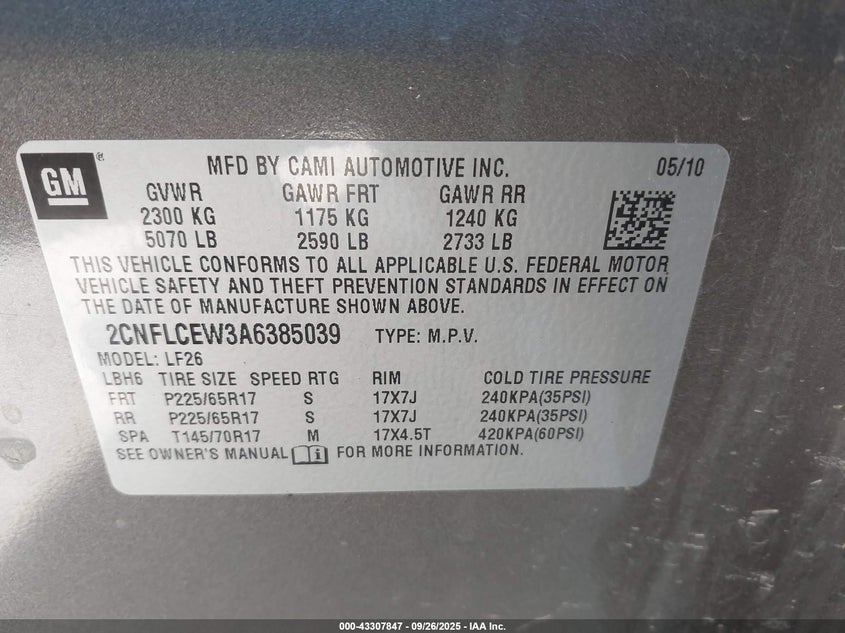 GM®
MFD BY CAMI AUTOMOTIVE INC. 05/10
GVWR GAWR FRT GAWR RR
2300 KG 1175 KG 1240 KG
5070 LB 2590 LB 2733 LB
THIS VEHICLE CONFORMS TO ALL APPLICABLE U.S. FEDERAL MOTOR
VEHICLE SAFETY AND THEFT PREVENTION STANDARDS IN EFFECT ON
THE DATE OF MANUFACTURE SHOWN ABOVE.
2CNFLCEW3A6385039 TYPE: M.P.V.
MODEL: LF26
LBH6 TIRE SIZE SPEED RTG RIM COLD TIRE PRESSURE
FRT P225/65R17 S 17X7J 240KPA(35PSI)
RR P225/65R17 S 17X7J 240KPA(35PSI)
SPA T145/70R17 M 17X4.5T 420KPA(60PSI)
SEE OWNER'S MANUAL i FOR MORE INFORMATION.
000-43307847 - 09/26/2025 - IAA Inc.